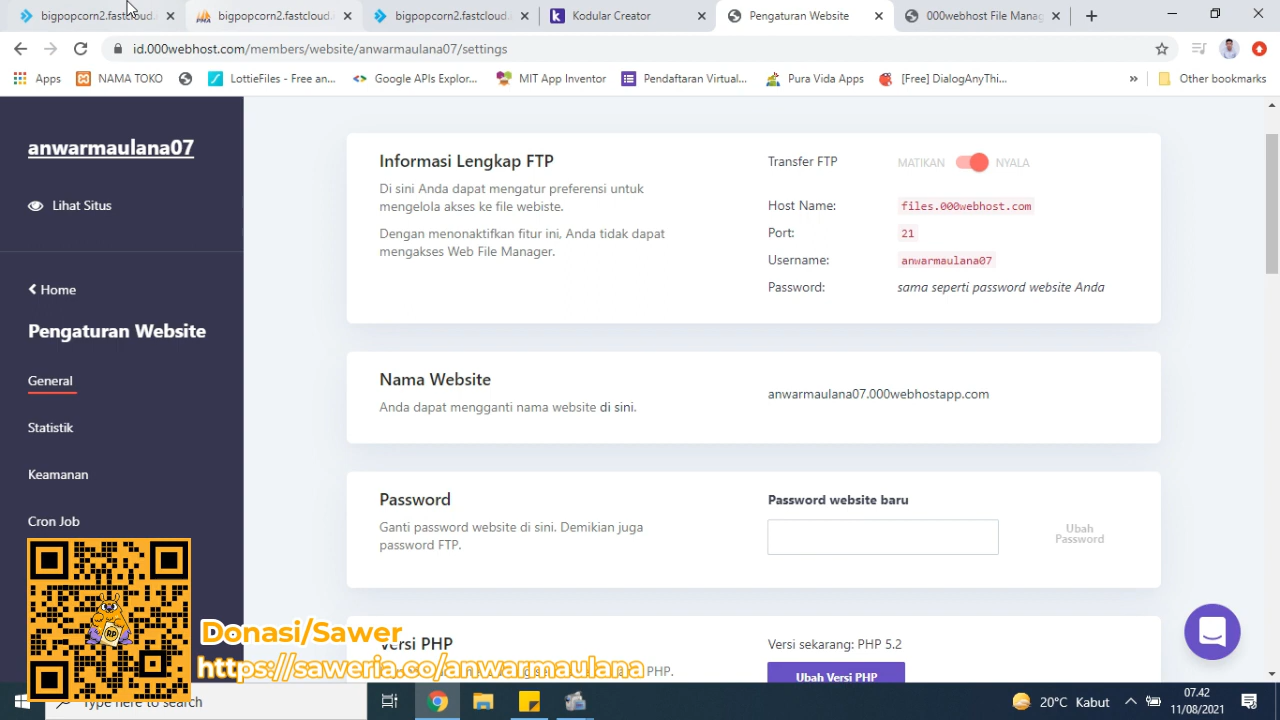 bigpopcorn2.fastcloud.
bigpopcorn2.fastcloud.
bigpopcorn2.fastcloud.
Kodular Creator
Pengaturan Website
000webhost File Manag
id.000webhost.com/members/website/anwarmaulana07/settings
Apps
NAMA TOKO
LottieFiles - Free an...
Google APIs Explor...
MIT App Inventor
Pendaftaran Virtual...
Pura Vida Apps
[Free] DialogAnyThi...
Other bookmarks
anwarmaulana07
Lihat Situs
Home
Pengaturan Website
General
Statistik
Keamanan
Cron Job
Informasi Lengkap FTP
Di sini Anda dapat mengatur preferensi untuk
mengelola akses ke file webiste.
Dengan menonaktifkan fitur ini, Anda tidak dapat
mengakses Web File Manager.
Transfer FTP MATIKAN NYALA
Host Name: files.000webhost.com
Port: 21
Username: anwarmaulana07
Password: sama seperti password website Anda
Nama Website
Anda dapat mengganti nama website di sini.
anwarmaulana07.000webhostapp.com
Password
Ganti password website di sini. Demikian juga
password FTP.
Password website baru
Ubah
Password
Versi PHP
PHP.
Versi sekarang: PHP 5.2
Ubah Versi PHP
RP
Donasi/Sawer
https://saweria.co/anwarmaulana
Type here to search
20°C Kabut
07.42
11/08/2021